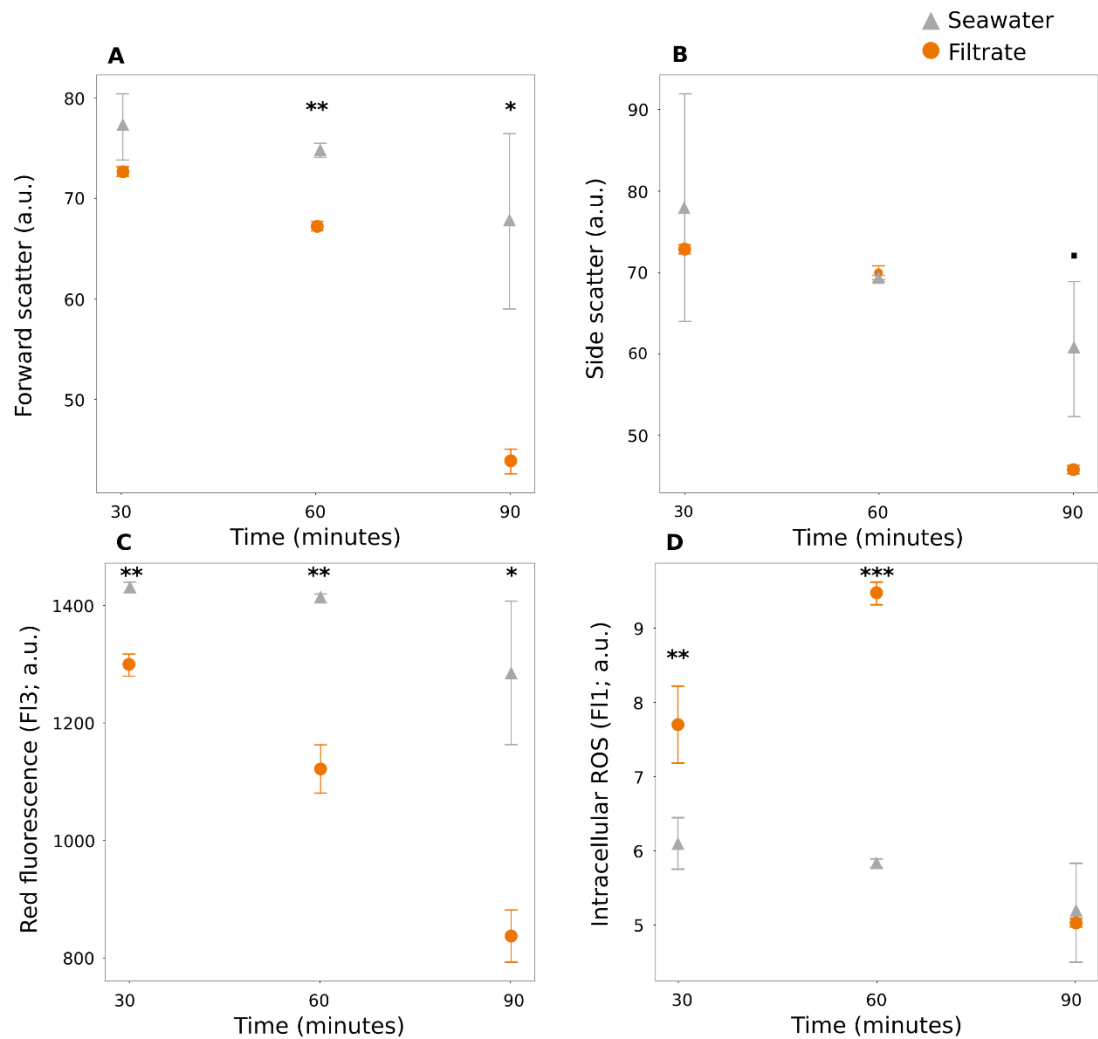 Seawater
Filtrate
A
B
80
70
60
50
** *
Forward scatter (a.u.)
30 60 90
Time (minutes)
90
80
70
60
50
Side scatter (a.u.)
30 60 90
Time (minutes)
C
D
1400
1200
1000
800
** ** *
Red fluorescence (Fl3; a.u.)
30 60 90
Time (minutes)
9
8
7
6
5
** ***
Intracellular ROS (Fl1; a.u.)
30 60 90
Time (minutes)